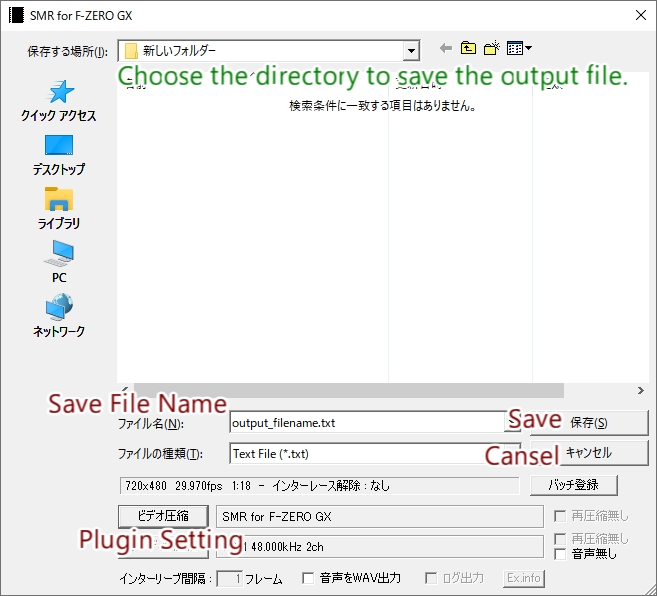 SMR for F-ZERO GX
保存する場所(I):
新しいフォルダー
Choose the directory to save the output file.
検索条件に一致する項目はありません。
クイック アクセス
デスクトップ
ライブラリ
PC
ネットワーク
Save File Name
ファイル名(N):
output_filename.txt
Save
保存(S)
ファイルの種類(T):
Text File (*.txt)
Cansel
キャンセル
720x480 29.970fps 1:18 - インターレース解除 : なし
バッチ登録
ビデオ圧縮
SMR for F-ZERO GX
再圧縮無し
Plugin Setting
48.000kHz 2ch
再圧縮無し
音声無し
インターリーブ間隔 :
1
フレーム
音声をWAV出力
ログ出力
Ex.info